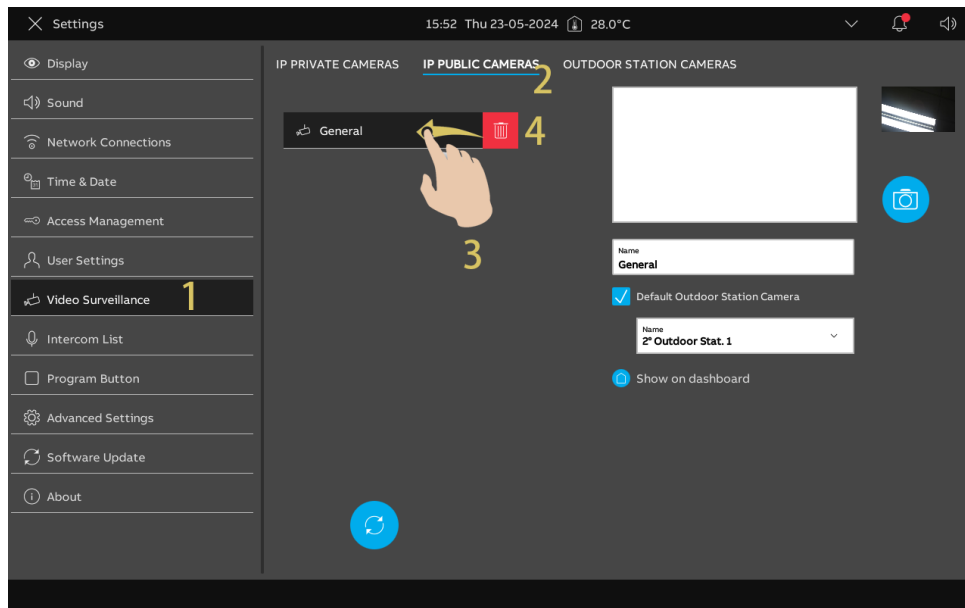 Settings
15:52 Thu 23-05-2024 28.0°C
Display
Sound
Network Connections
Time & Date
Access Management
User Settings
Video Surveillance 1
Intercom List
Program Button
Advanced Settings
Software Update
About
IP PRIVATE CAMERAS IP PUBLIC CAMERAS OUTDOOR STATION CAMERAS
2
General 4
3
Name
General
Default Outdoor Station Camera
Name
2° Outdoor Stat. 1
Show on dashboard